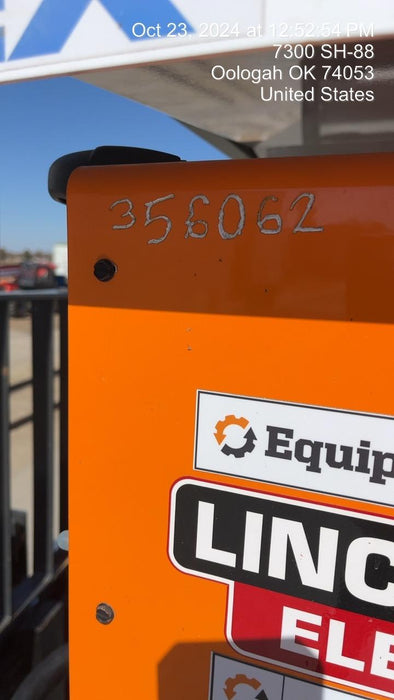 Oct 23, 2024 at 12:52:54 PM
7300 SH-88
Oologah OK 74053
United States
356062
Equip
LINC
ELE